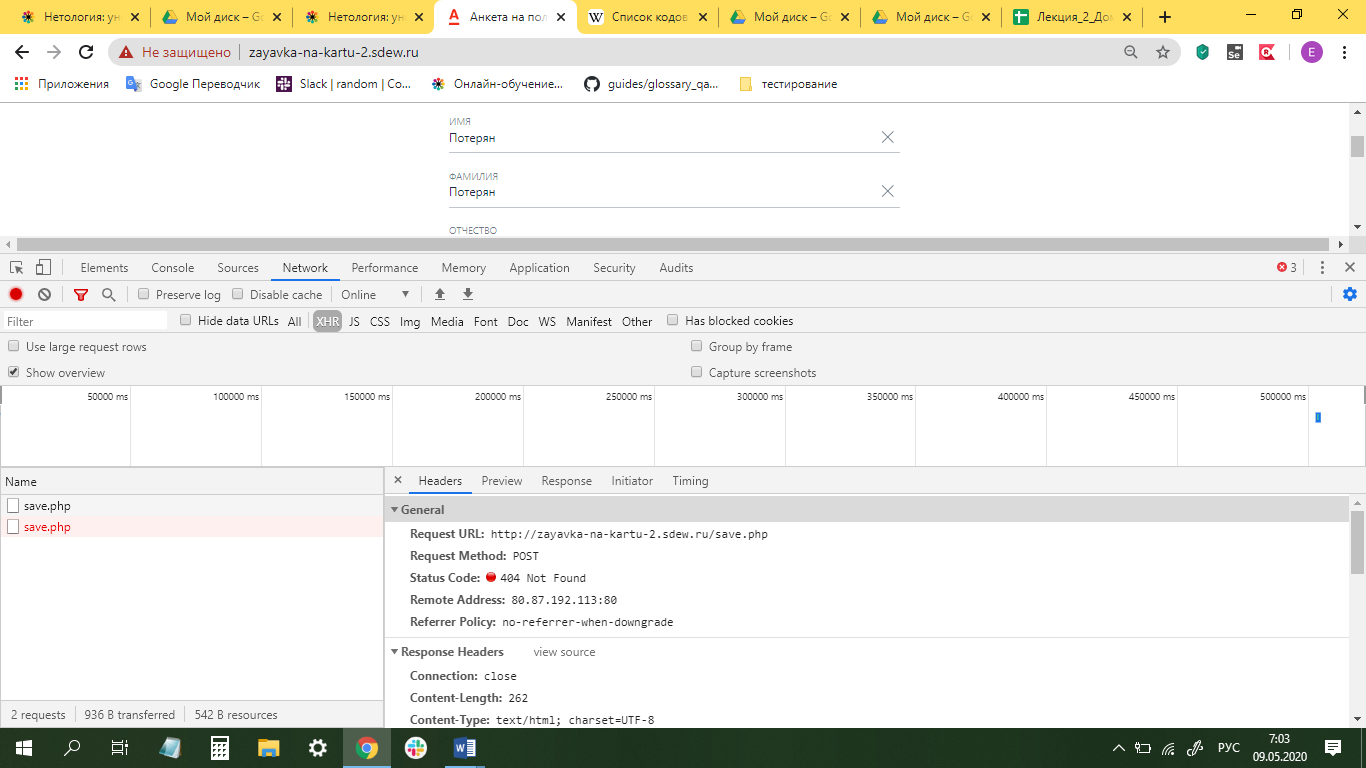 Нетология: ун
Мой диск – Go
Нетология: ун
Анкета на пол
Список кодов
Мой диск – Go
Мой диск – Go
Лекция_2_Дом
Не защищено
zayavka-na-kartu-2.sdew.ru
Se
E
Приложения
Google Переводчик
Slack | random | Co...
Онлайн-обучение...
guides/glossary_qa...
тестирование
ИМЯ
Потерян
ФАМИЛИЯ
Потерян
ОТЧЕСТВО
Elements Console Sources Network Performance Memory Application Security Audits 3
Preserve log Disable cache Online
Filter Hide data URLs All XHR JS CSS Img Media Font Doc WS Manifest Other Has blocked cookies
Use large request rows Group by frame
Show overview Capture screenshots
50000 ms 100000 ms 150000 ms 200000 ms 250000 ms 300000 ms 350000 ms 400000 ms 450000 ms 500000 ms
Name
save.php
save.php
Headers Preview Response Initiator Timing
General
Request URL: http://zayavka-na-kartu-2.sdew.ru/save.php
Request Method: POST
Status Code: 404 Not Found
Remote Address: 80.87.192.113:80
Referrer Policy: no-referrer-when-downgrade
Response Headers view source
Connection: close
Content-Length: 262
Content-Type: text/html; charset=UTF-8
2 requests 936 B transferred 542 B resources
РУС
7:03
09.05.2020